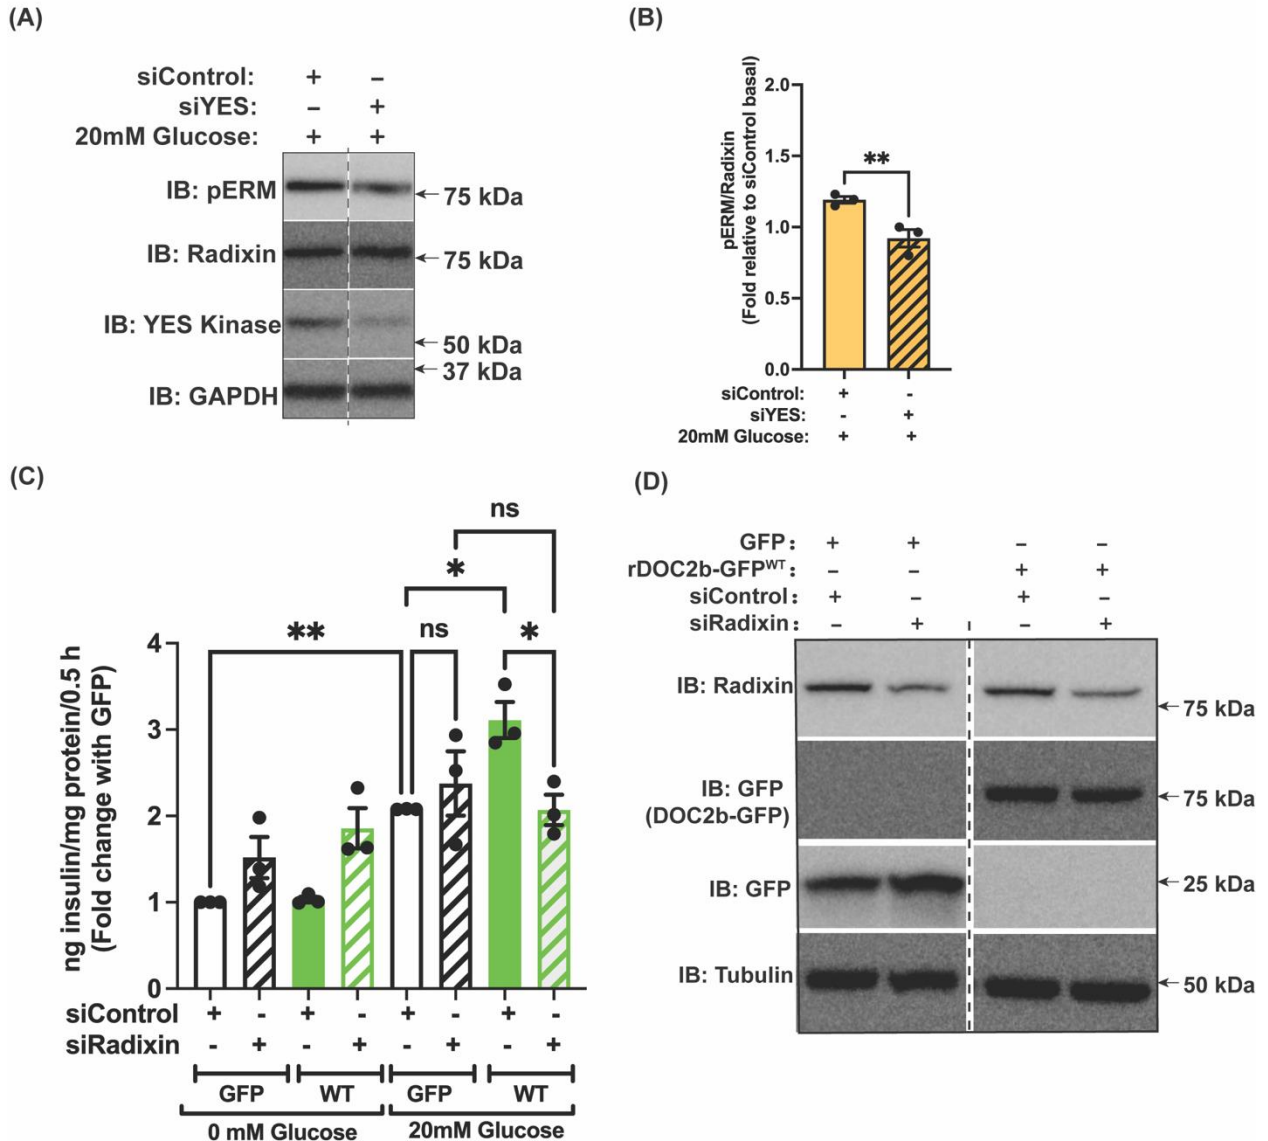 (A)
siControl: + –
siYES: – +
20mM Glucose: + +
IB: pERM
75 kDa
IB: Radixin
75 kDa
IB: YES Kinase
50 kDa
37 kDa
IB: GAPDH
(B)
pERM/Radixin
(Fold relative to siControl basal)
2.0
1.5
1.0
0.5
0.0
**
siControl: + -
siYES: - +
20mM Glucose: + +
(C)
ng insulin/mg protein/0.5 h
(Fold change with GFP)
4
3
2
1
0
ns
*
** ns *
siControl + - + - + - + -
siRadixin - + - + - + - +
GFP WT GFP WT
0 mM Glucose 20mM Glucose
(D)
GFP: + + – –
rDOC2b-GFPᵂᵀ: – – + +
siControl: + – + –
siRadixin: – + – +
IB: Radixin
75 kDa
IB: GFP
(DOC2b-GFP)
75 kDa
IB: GFP
25 kDa
IB: Tubulin
50 kDa